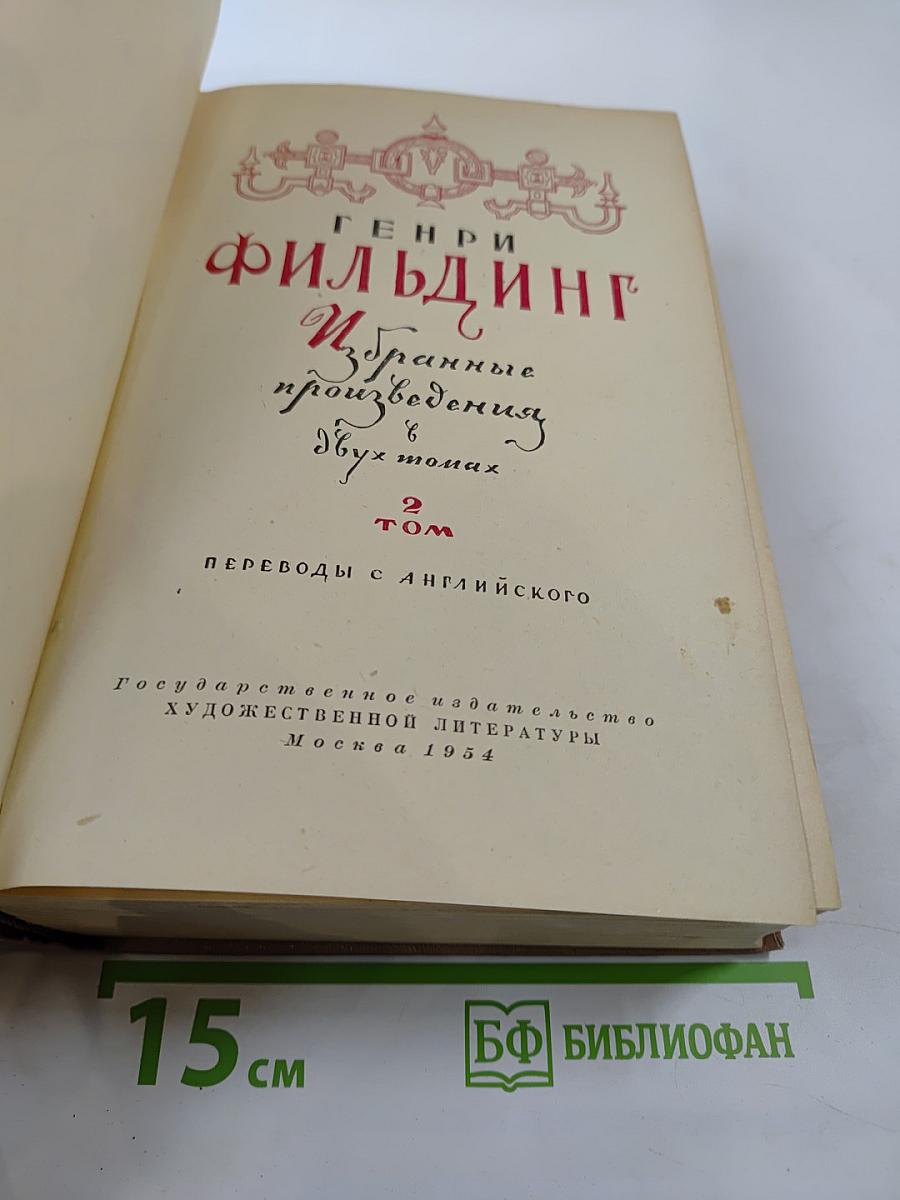 ГЕНРИ
ФИЛЬДИНГ
Избранные
произведения
в
двух томах
2
ТОМ
ПЕРЕВОДЫ С АНГЛИЙСКОГО
Государственное издательство
ХУДОЖЕСТВЕННОЙ ЛИТЕРАТУРЫ
Москва 1954
15 см
БФ БИБЛИОФАН